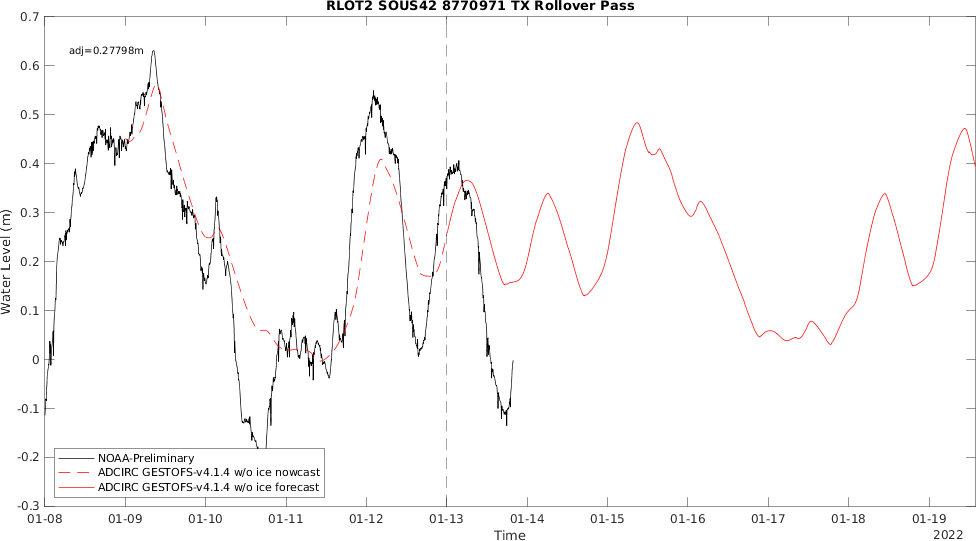 RLOT2 SOUS42 8770971 TX Rollover Pass
0.7
0.6
0.5
0.4
0.3
0.2
0.1
0
-0.1
-0.2
-0.3
Water Level (m)
adj=0.27798m
NOAA-Preliminary
ADCIRC GESTOFS-v4.1.4 w/o ice nowcast
ADCIRC GESTOFS-v4.1.4 w/o ice forecast
01-08 01-09 01-10 01-11 01-12 01-13 01-14 01-15 01-16 01-17 01-18 01-19
Time
2022